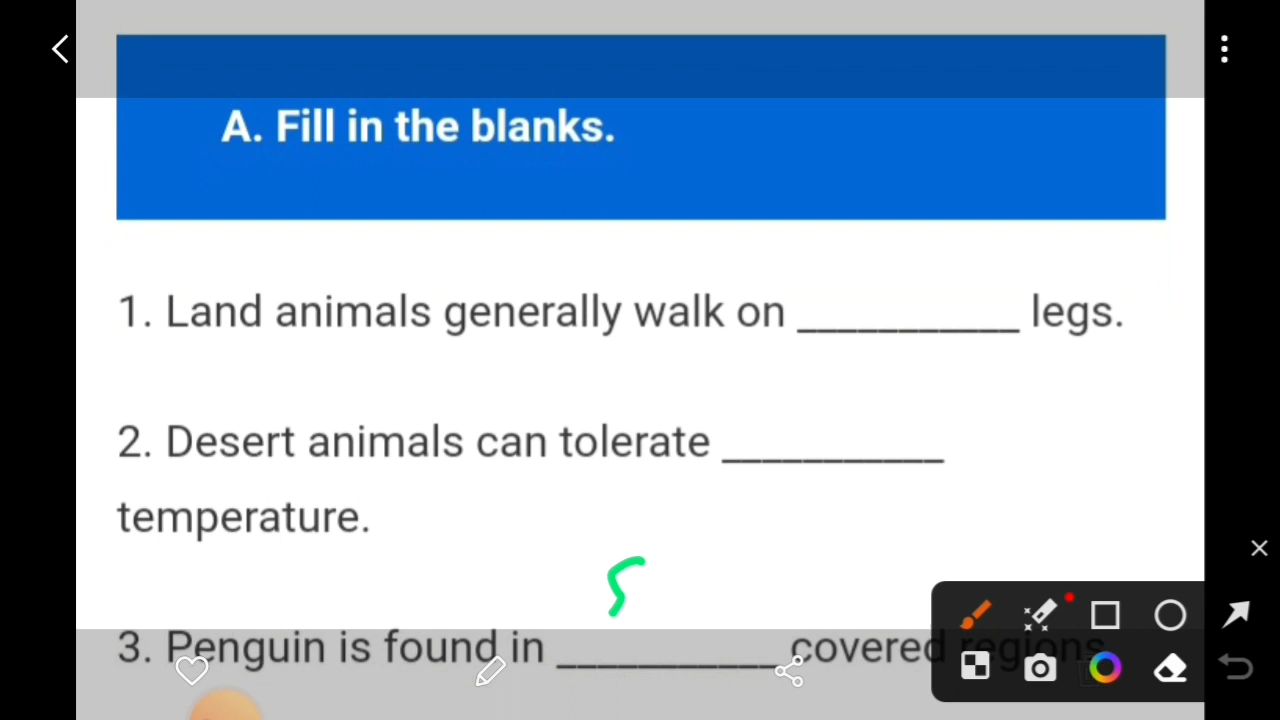 A. Fill in the blanks.
1. Land animals generally walk on __________ legs.
2. Desert animals can tolerate __________
temperature.
S
3. Penguin is found in __________ covered regions